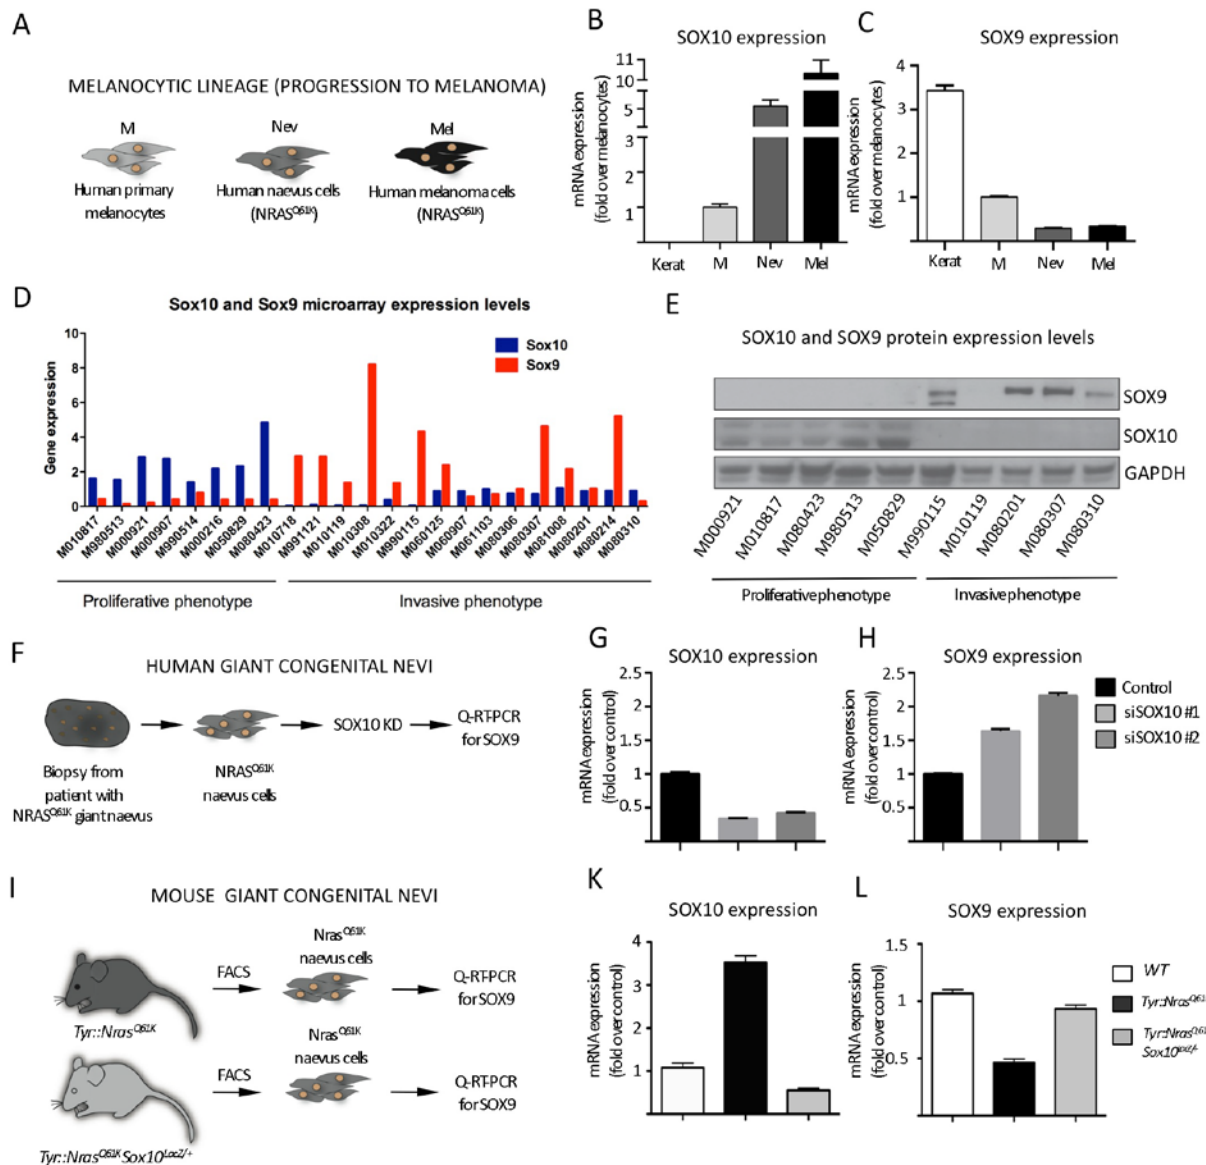 A
MELANOCYTIC LINEAGE (PROGRESSION TO MELANOMA)
M
Nev
Mel
Human primary
melanocytes
Human naevus cells
(NRASQ61K)
Human melanoma cells
(NRASQ61K)
B
SOX10 expression
mRNA expression
(fold over melanocytes)
11
10
5
3
2
1
Kerat
M
Nev
Mel
C
SOX9 expression
mRNA expression
(fold over melanocytes)
4
3
2
1
Kerat
M
Nev
Mel
D
Sox10 and Sox9 microarray expression levels
Sox10
Sox9
Gene expression
10
8
6
4
2
0
M010817
M980513
M000921
M000907
M990514
M000216
M050829
M080423
M010718
M991121
M010119
M010308
M010322
M990115
M060125
M060907
M061103
M080306
M080307
M081008
M080201
M080214
M080310
Proliferative phenotype
Invasive phenotype
E
SOX10 and SOX9 protein expression levels
SOX9
SOX10
GAPDH
M000921
M010817
M080423
M980513
M050829
M990115
M010119
M080201
M080307
M080310
Proliferative phenotype
Invasive phenotype
F
HUMAN GIANT CONGENITAL NEVI
Biopsy from
patient with
NRASQ61K giant naevus
NRASQ61K
naevus cells
SOX10 KD
Q-RT-PCR
for SOX9
G
SOX10 expression
mRNA expression
(fold over control)
2.5
2
1.5
1
0.5
H
SOX9 expression
mRNA expression
(fold over control)
2.5
2
1.5
1
0.5
Control
siSOX10 #1
siSOX10 #2
I
MOUSE GIANT CONGENITAL NEVI
Tyr::NrasQ61K
FACS
NrasQ61K
naevus cells
Q-RT-PCR
for SOX9
Tyr::NrasQ61KSox10LacZ/+
FACS
NrasQ61K
naevus cells
Q-RT-PCR
for SOX9
K
SOX10 expression
mRNA expression
(fold over control)
4
3
2
1
L
SOX9 expression
mRNA expression
(fold over control)
1.5
1
0.5
WT
Tyr::NrasQ61
Tyr::NrasQ61